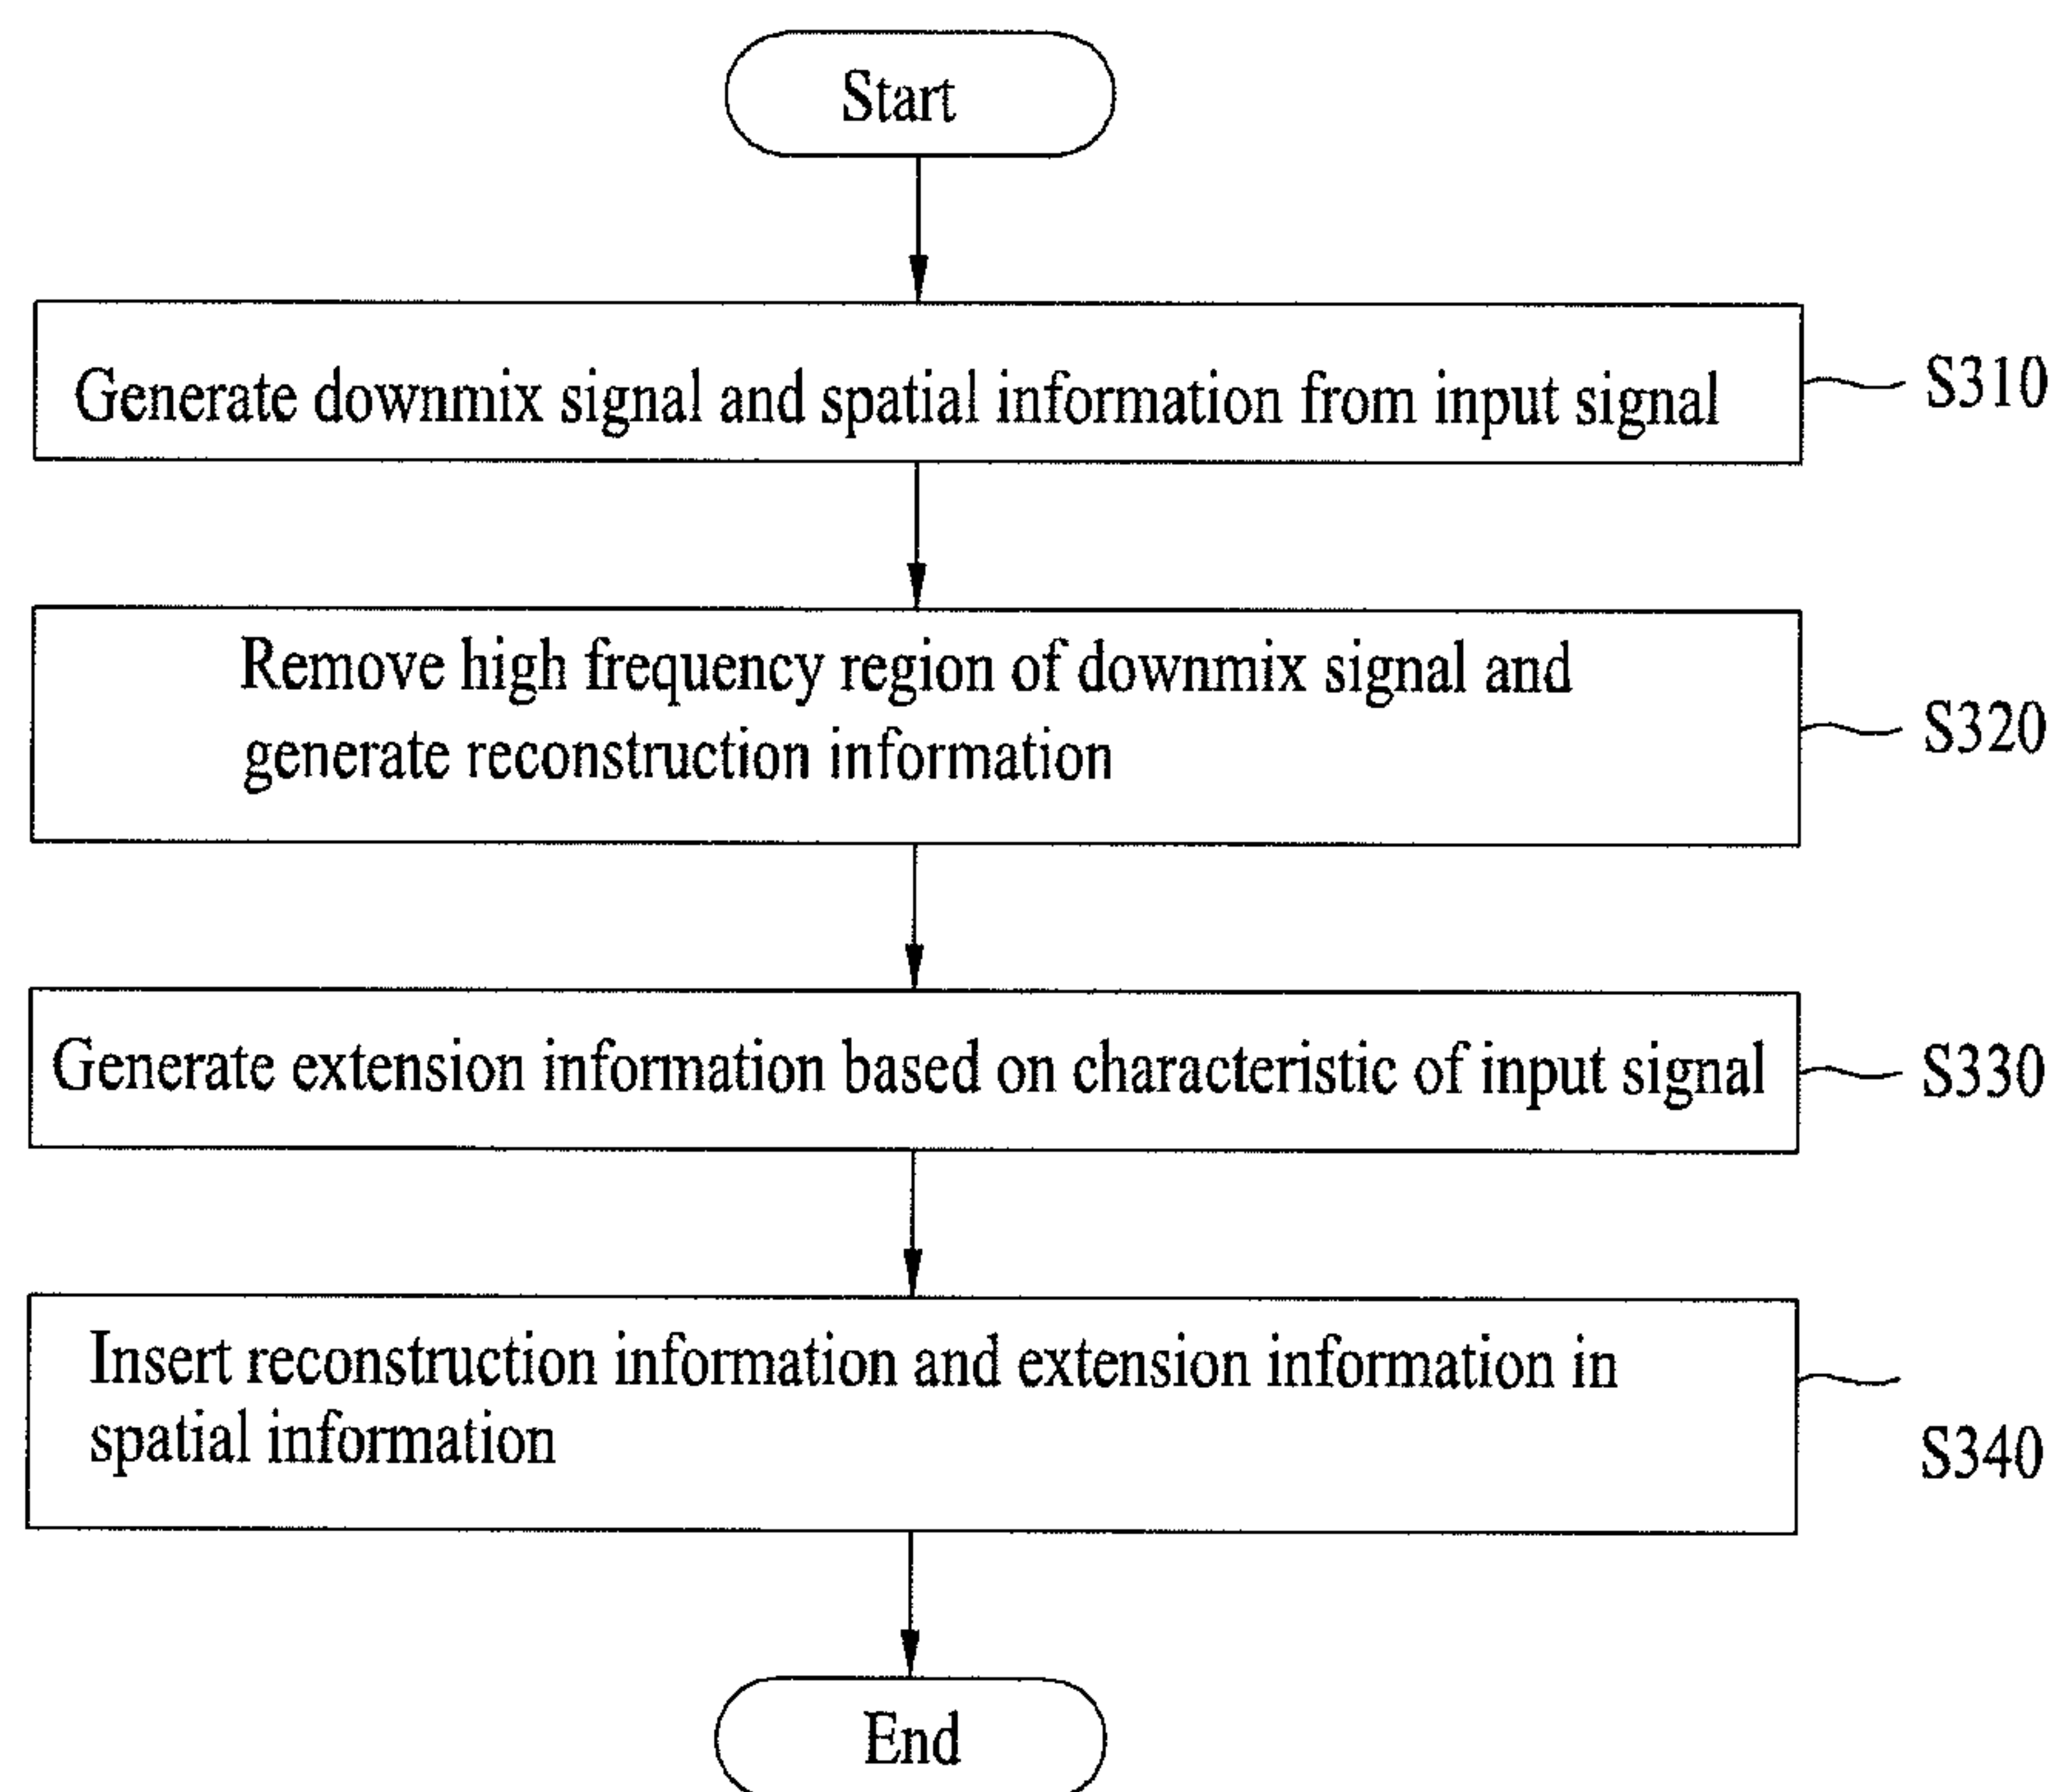 Start
Generate downmix signal and spatial information from input signal
S310
Remove high frequency region of downmix signal and
generate reconstruction information
S320
Generate extension information based on characteristic of input signal
S330
Insert reconstruction information and extension information in
spatial information
S340
End